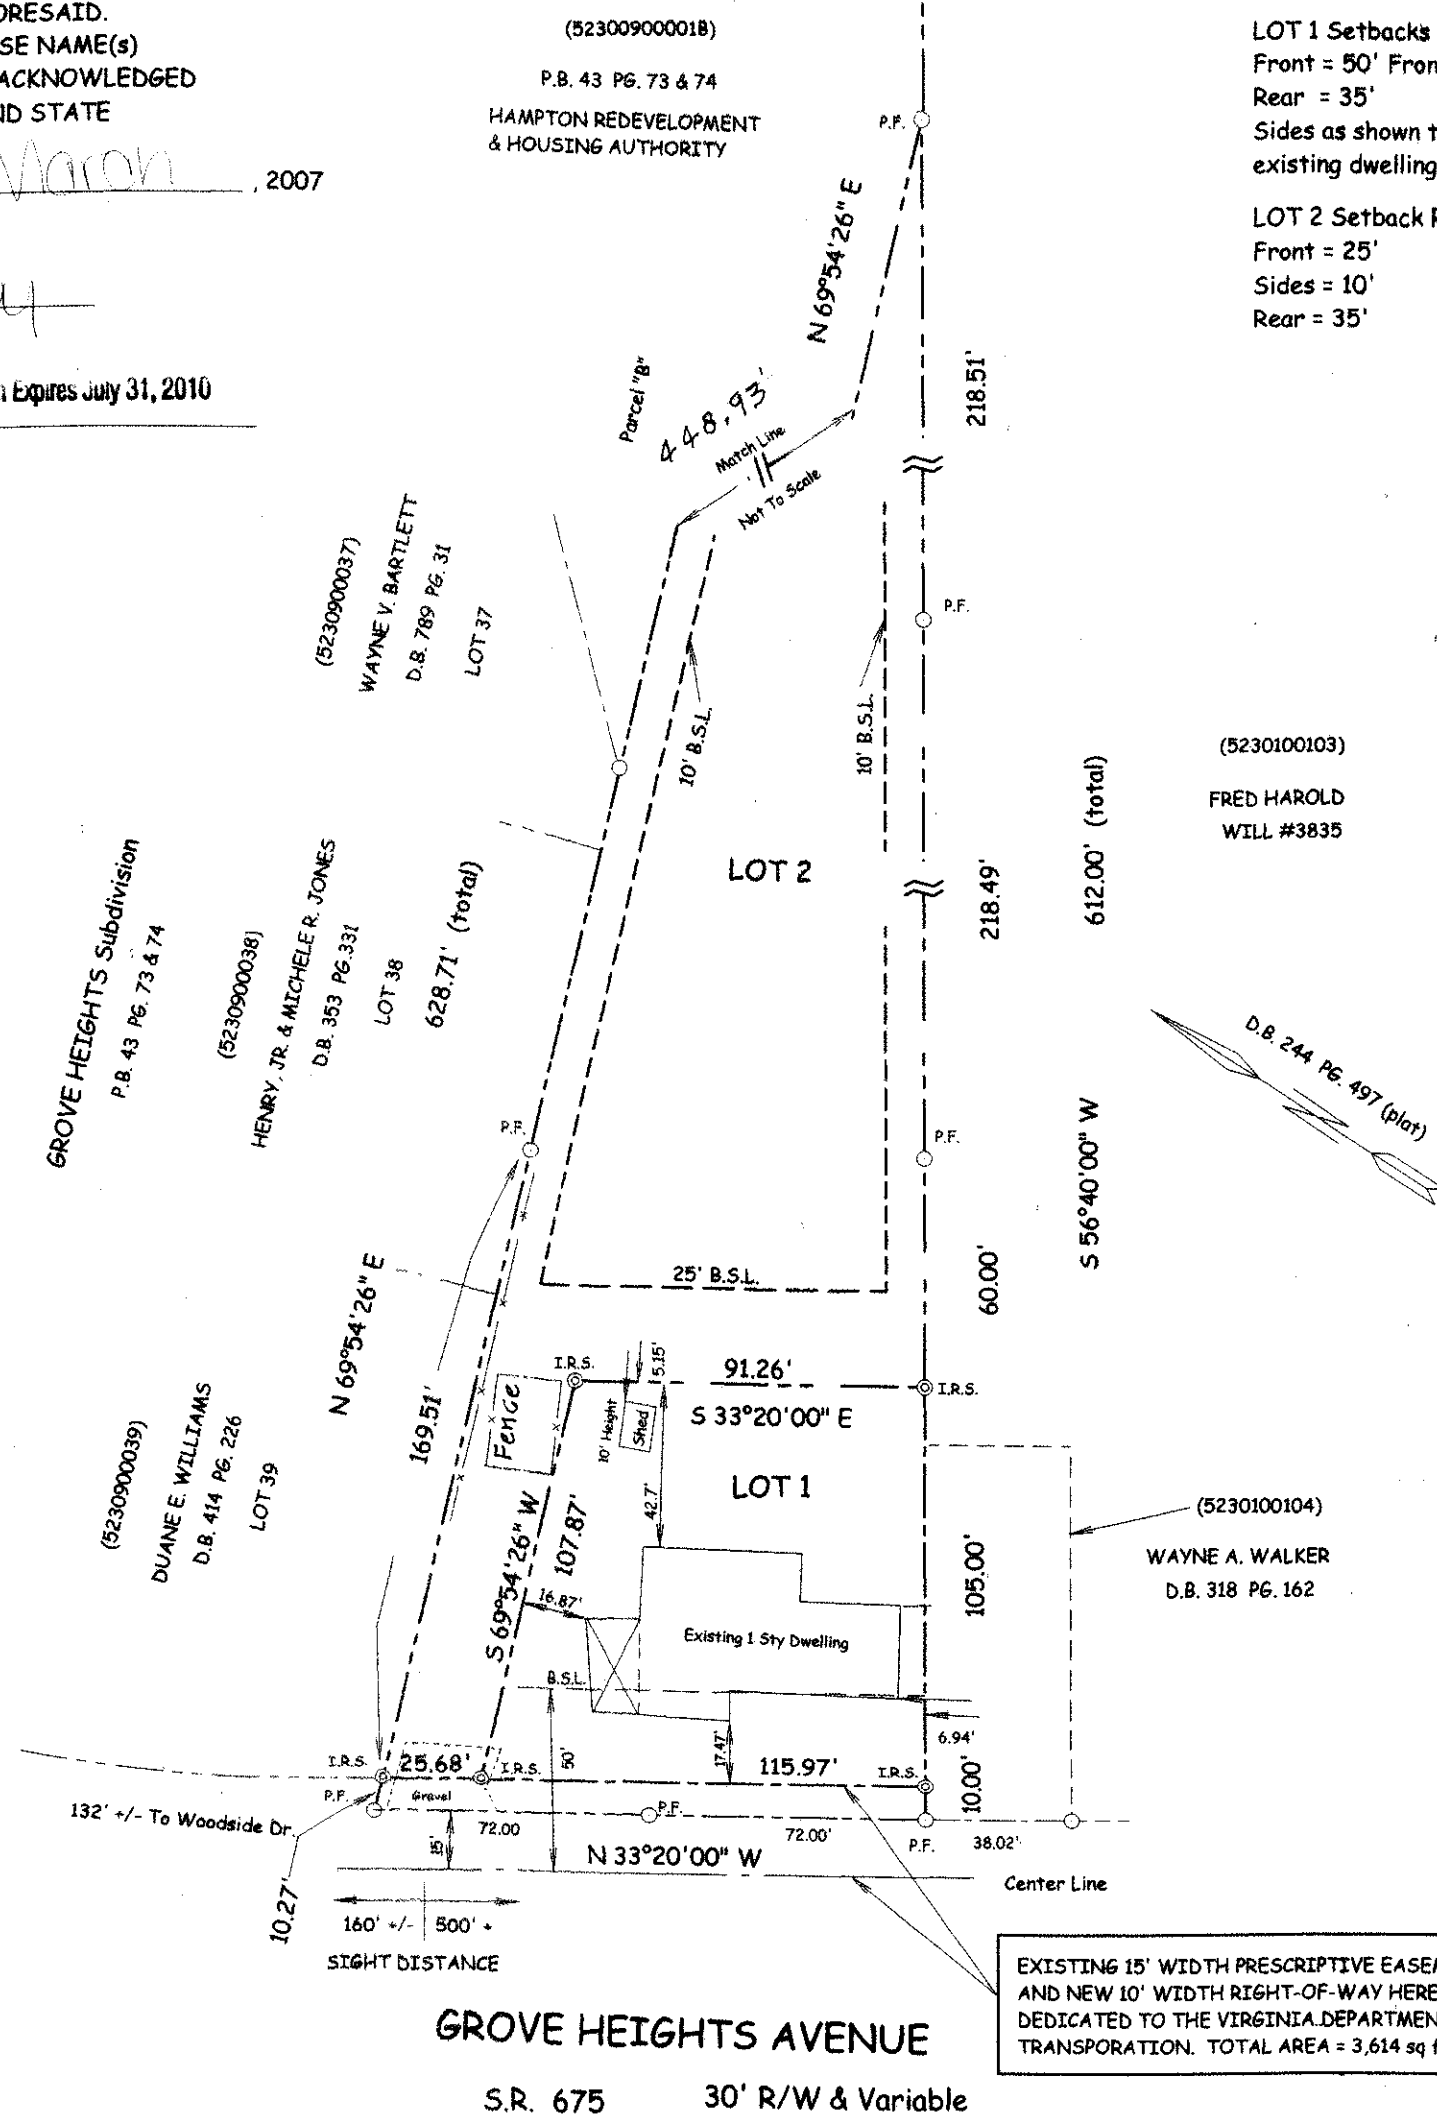 ORESAID.
SE NAME(s)
ACKNOWLEDGED
ND STATE
, 2007
Expires July 31, 2010
(52300900001B)
P.B. 43 PG. 73 & 74
HAMPTON REDEVELOPMENT
& HOUSING AUTHORITY
LOT 1 Setbacks
Front = 50' Fron
Rear = 35'
Sides as shown t
existing dwelling
LOT 2 Setback R
Front = 25'
Sides = 10'
Rear = 35'
P.F.
N 69°54'26" E
218.51'
Parcel "B"
448.93'
Match Line
Not To Scale
(5230900037)
WAYNE V. BARTLETT
D.B. 789 PG. 31
LOT 37
P.F.
10' B.S.L.
10' B.S.L.
(5230100103)
FRED HAROLD
WILL #3835
612.00' (total)
LOT 2
218.49'
GROVE HEIGHTS Subdivision
P.B. 43 PG. 73 & 74
(5230900038)
HENRY, JR. & MICHELE R. JONES
D.B. 353 PG.331
LOT 38
628.71' (total)
D.B. 244 PG. 497 (plat)
P.F.
P.F.
S 56°40'00" W
N 69°54'26" E
25' B.S.L.
60.00'
169.51'
I.R.S.
5.15'
91.26'
I.R.S.
S 33°20'00" E
Fence
10' Height
Shed
(5230900039)
DUANE E. WILLIAMS
D.B. 414 PG. 226
LOT 39
LOT 1
42.7'
S 69°54'26" W
107.87'
(5230100104)
WAYNE A. WALKER
D.B. 318 PG. 162
105.00'
16.87'
Existing 1 Sty Dwelling
B.S.L.
6.94'
17.47'
50'
I.R.S.
25.68'
I.R.S.
115.97'
I.R.S.
10.00'
P.F.
Gravel
132' +/- To Woodside Dr.
15'
72.00
P.F.
72.00'
P.F.
38.02'
N 33°20'00" W
Center Line
10.27'
160' +/-
500' +
SIGHT DISTANCE
EXISTING 15' WIDTH PRESCRIPTIVE EASE
AND NEW 10' WIDTH RIGHT-OF-WAY HERE
DEDICATED TO THE VIRGINIA.DEPARTMEN
TRANSPORATION. TOTAL AREA = 3,614 sq f
GROVE HEIGHTS AVENUE
S.R. 675 30' R/W & Variable